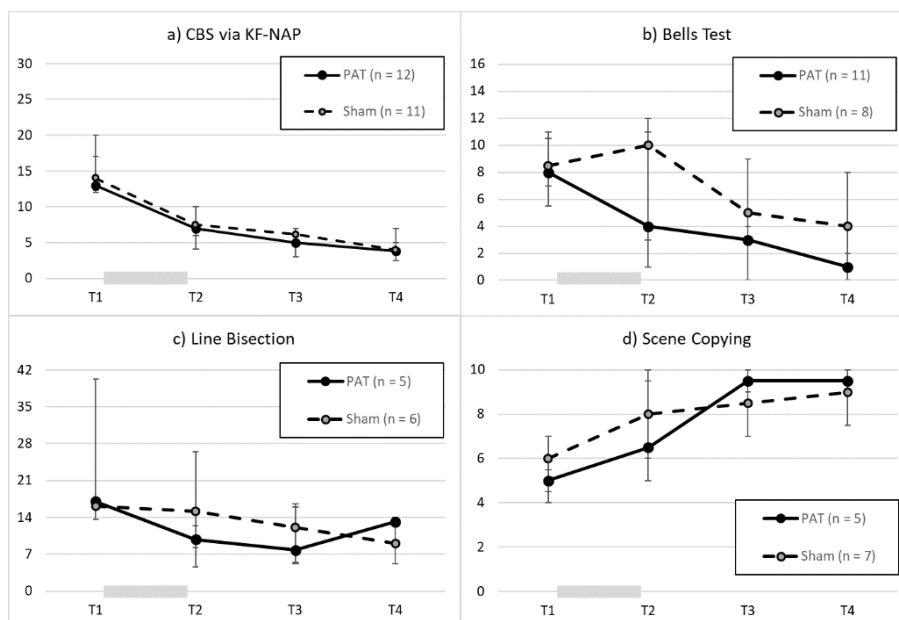 a) CBS via KF-NAP
30
25
20
15
10
5
0
PAT (n = 12)
Sham (n = 11)
T1 T2 T3 T4
b) Bells Test
16
14
12
10
8
6
4
2
0
PAT (n = 11)
Sham (n = 8)
T1 T2 T3 T4
c) Line Bisection
42
35
28
21
14
7
0
PAT (n = 5)
Sham (n = 6)
T1 T2 T3 T4
d) Scene Copying
10
8
6
4
2
0
PAT (n = 5)
Sham (n = 7)
T1 T2 T3 T4